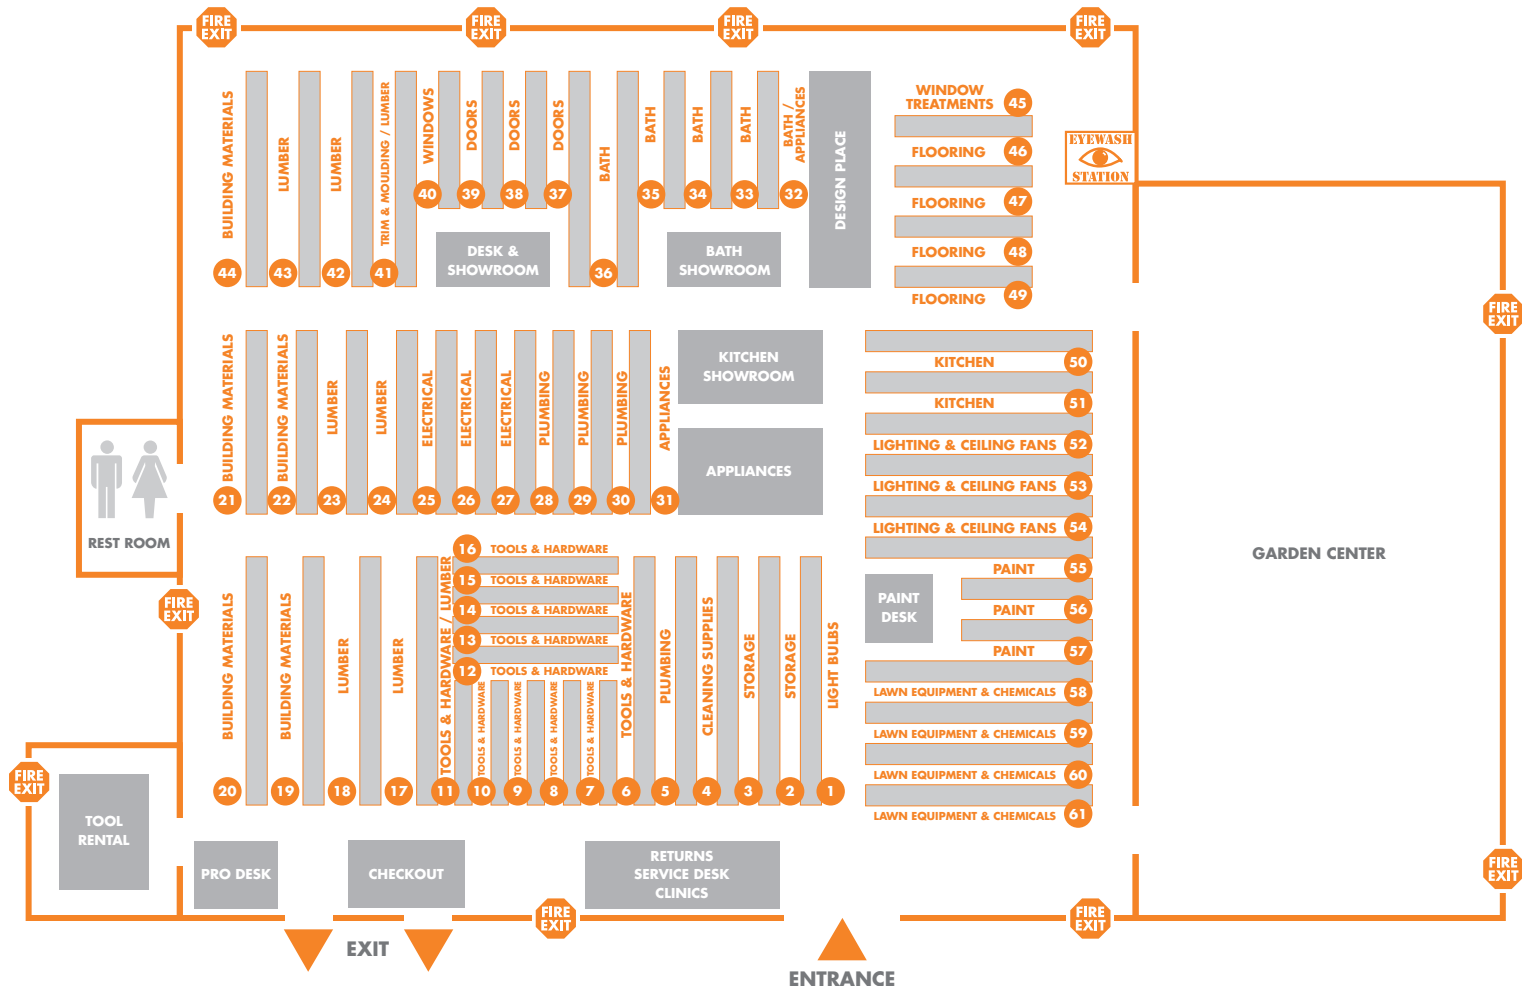 FIRE
EXIT
FIRE
EXIT
FIRE
EXIT
FIRE
EXIT
BUILDING MATERIALS
44
LUMBER
43
LUMBER
42
TRIM & MOULDING / LUMBER
41
WINDOWS
40
DOORS
39
DOORS
38
DOORS
37
BATH
36
BATH
35
BATH
34
BATH
33
BATH /
APPLIANCES
32
DESK &
SHOWROOM
BATH
SHOWROOM
DESIGN PLACE
WINDOW
TREATMENTS
45
FLOORING
46
FLOORING
47
FLOORING
48
FLOORING
49
EYEWASH
STATION
FIRE
EXIT
BUILDING MATERIALS
21
BUILDING MATERIALS
22
LUMBER
23
LUMBER
24
ELECTRICAL
25
ELECTRICAL
26
ELECTRICAL
27
PLUMBING
28
PLUMBING
29
PLUMBING
30
APPLIANCES
31
KITCHEN
SHOWROOM
APPLIANCES
KITCHEN
50
KITCHEN
51
LIGHTING & CEILING FANS
52
LIGHTING & CEILING FANS
53
LIGHTING & CEILING FANS
54
PAINT
55
PAINT
56
PAINT
57
PAINT
DESK
LAWN EQUIPMENT & CHEMICALS
58
LAWN EQUIPMENT & CHEMICALS
59
LAWN EQUIPMENT & CHEMICALS
60
LAWN EQUIPMENT & CHEMICALS
61
GARDEN CENTER
REST ROOM
FIRE
EXIT
BUILDING MATERIALS
20
BUILDING MATERIALS
19
LUMBER
18
LUMBER
17
TOOLS & HARDWARE / LUMBER
11
16
TOOLS & HARDWARE
15
TOOLS & HARDWARE
14
TOOLS & HARDWARE
13
TOOLS & HARDWARE
12
TOOLS & HARDWARE
TOOLS & HARDWARE
10
TOOLS & HARDWARE
9
TOOLS & HARDWARE
8
TOOLS & HARDWARE
7
TOOLS & HARDWARE
6
PLUMBING
5
CLEANING SUPPLIES
4
STORAGE
3
STORAGE
2
LIGHT BULBS
1
FIRE
EXIT
TOOL
RENTAL
PRO DESK
CHECKOUT
RETURNS
SERVICE DESK
CLINICS
FIRE
EXIT
FIRE
EXIT
FIRE
EXIT
EXIT
ENTRANCE